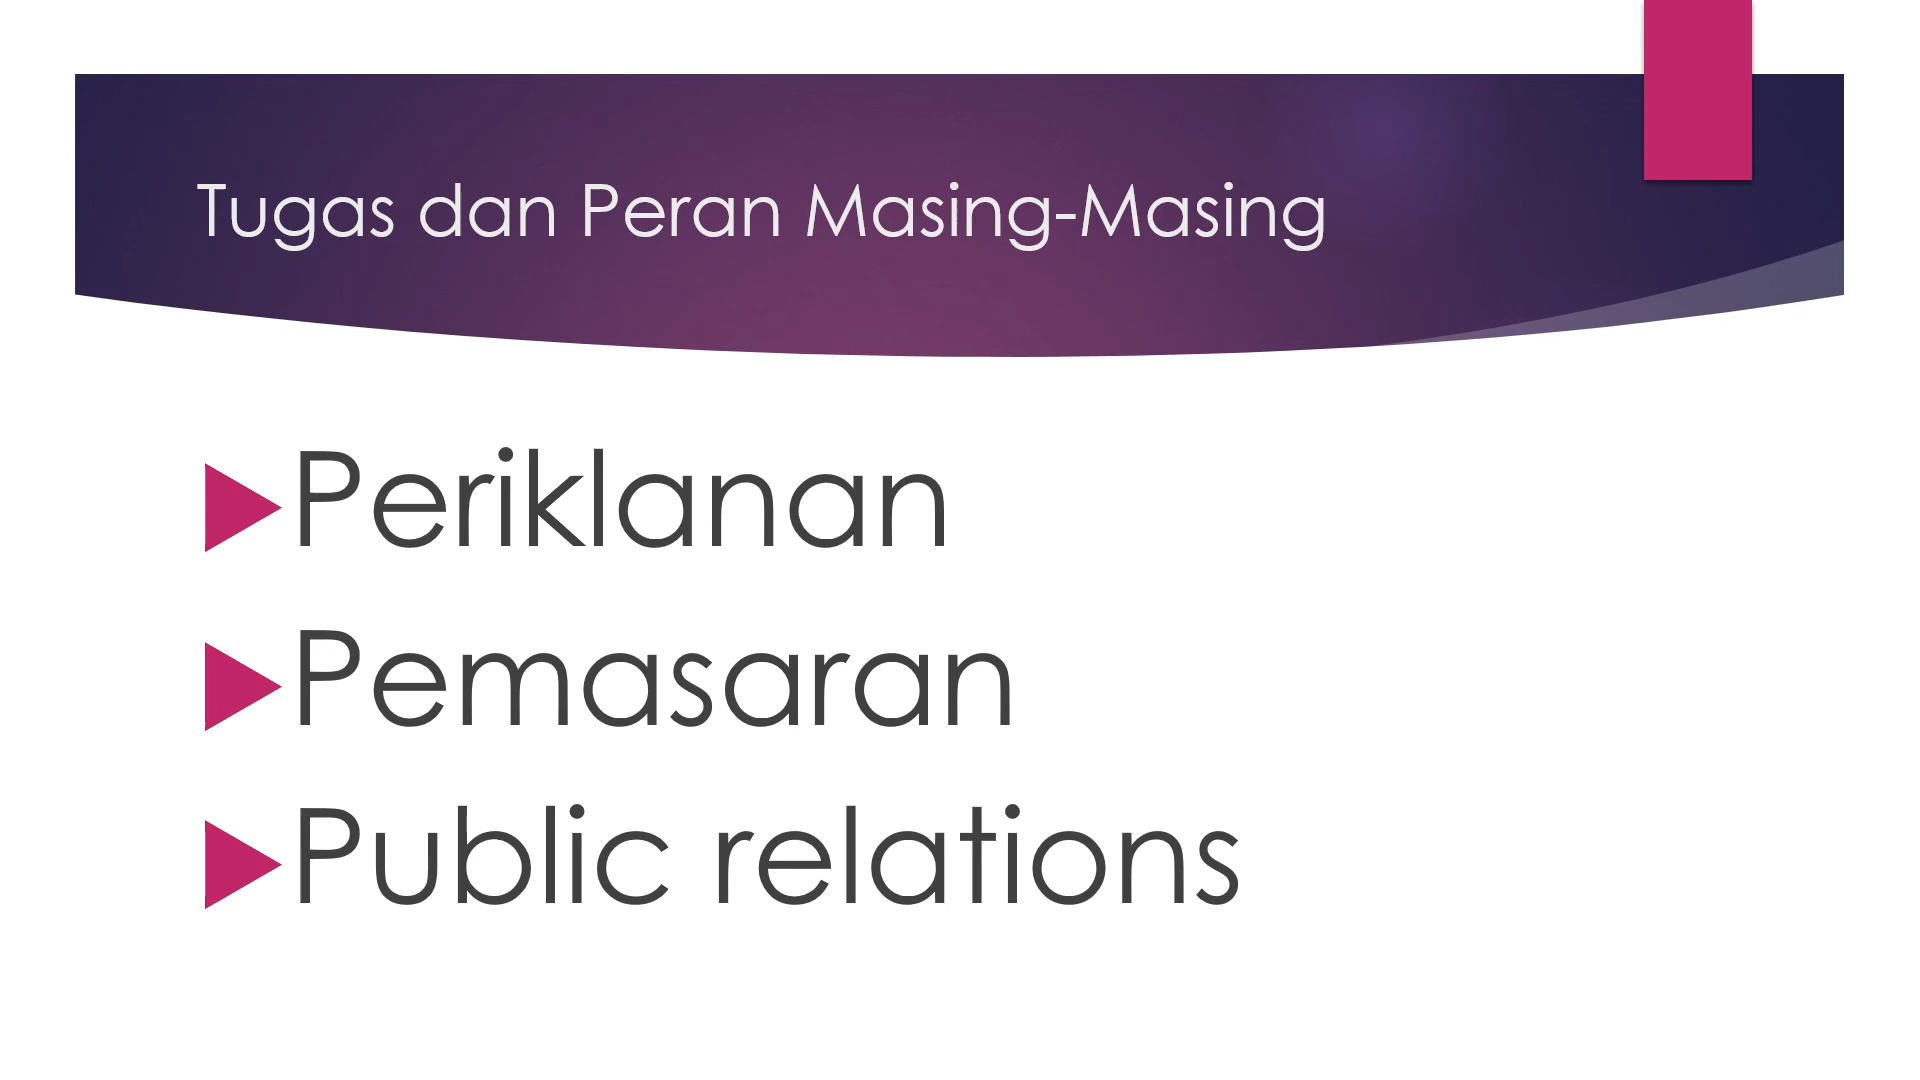 Tugas dan Peran Masing-Masing
Periklanan
Pemasaran
Public relations